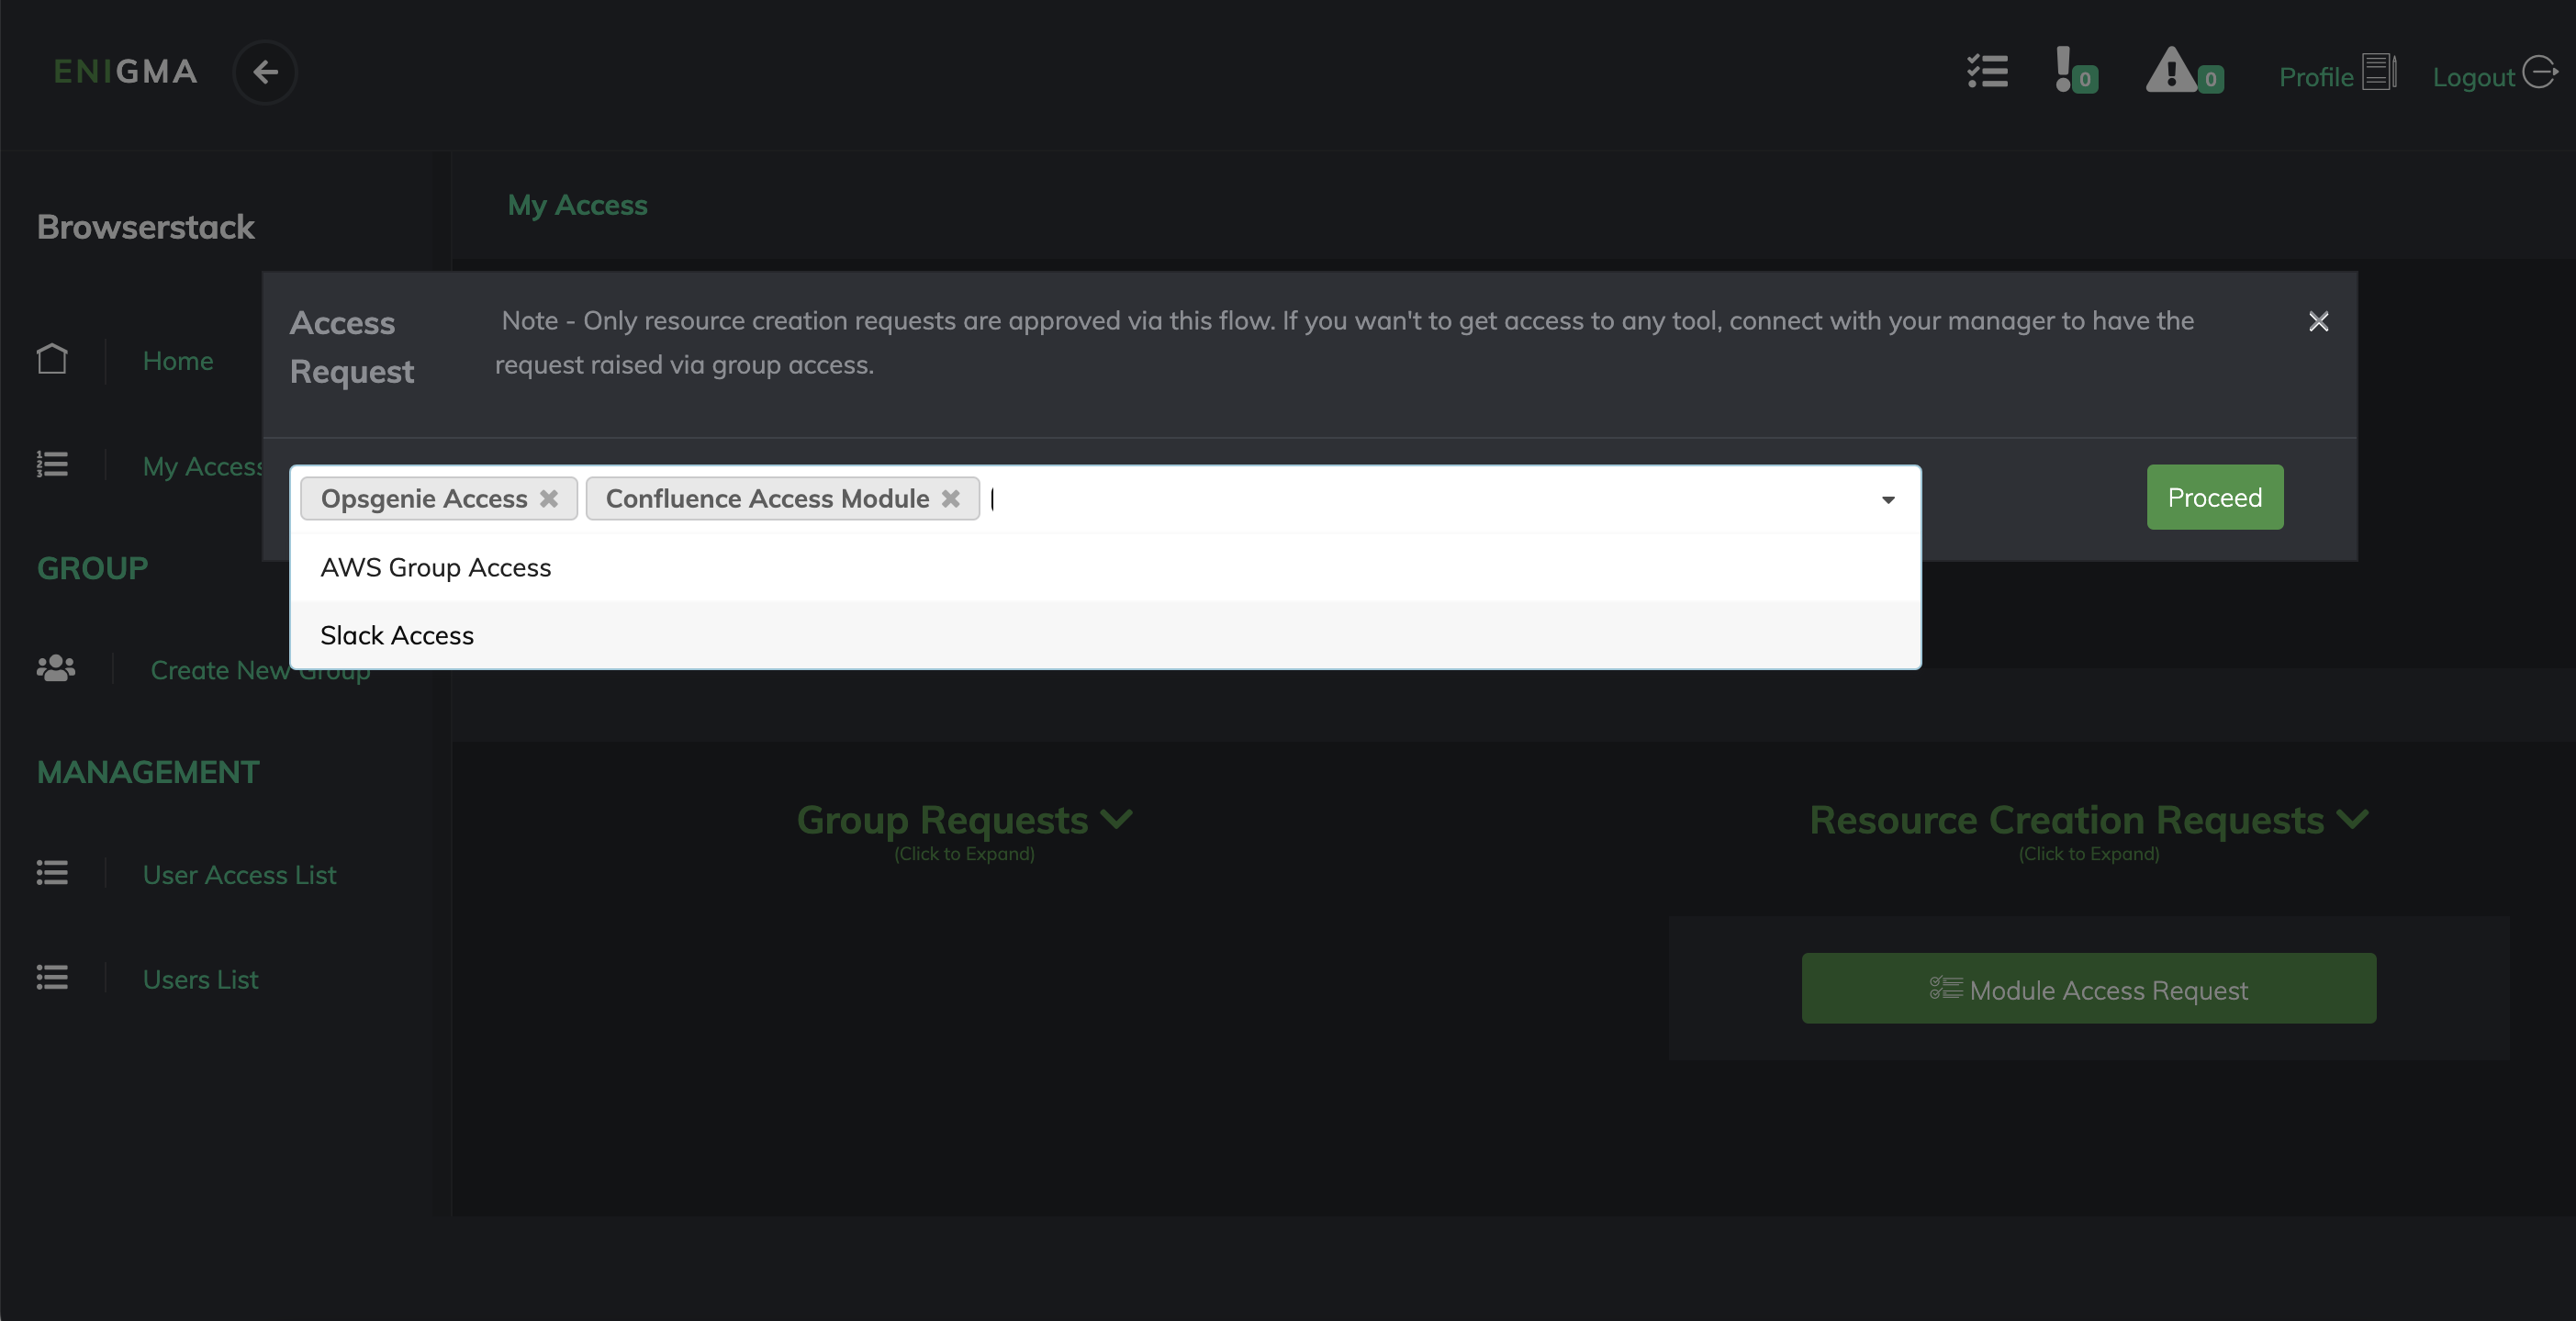 ENIGMA
0
0
Profile
Logout
Browserstack
Home
My Access
GROUP
Create New Group
MANAGEMENT
User Access List
Users List
My Access
Access
Request
Note - Only resource creation requests are approved via this flow. If you wan't to get access to any tool, connect with your manager to have the
request raised via group access.
Opsgenie Access
Confluence Access Module
Proceed
AWS Group Access
Slack Access
Group Requests
(Click to Expand)
Resource Creation Requests
(Click to Expand)
Module Access Request